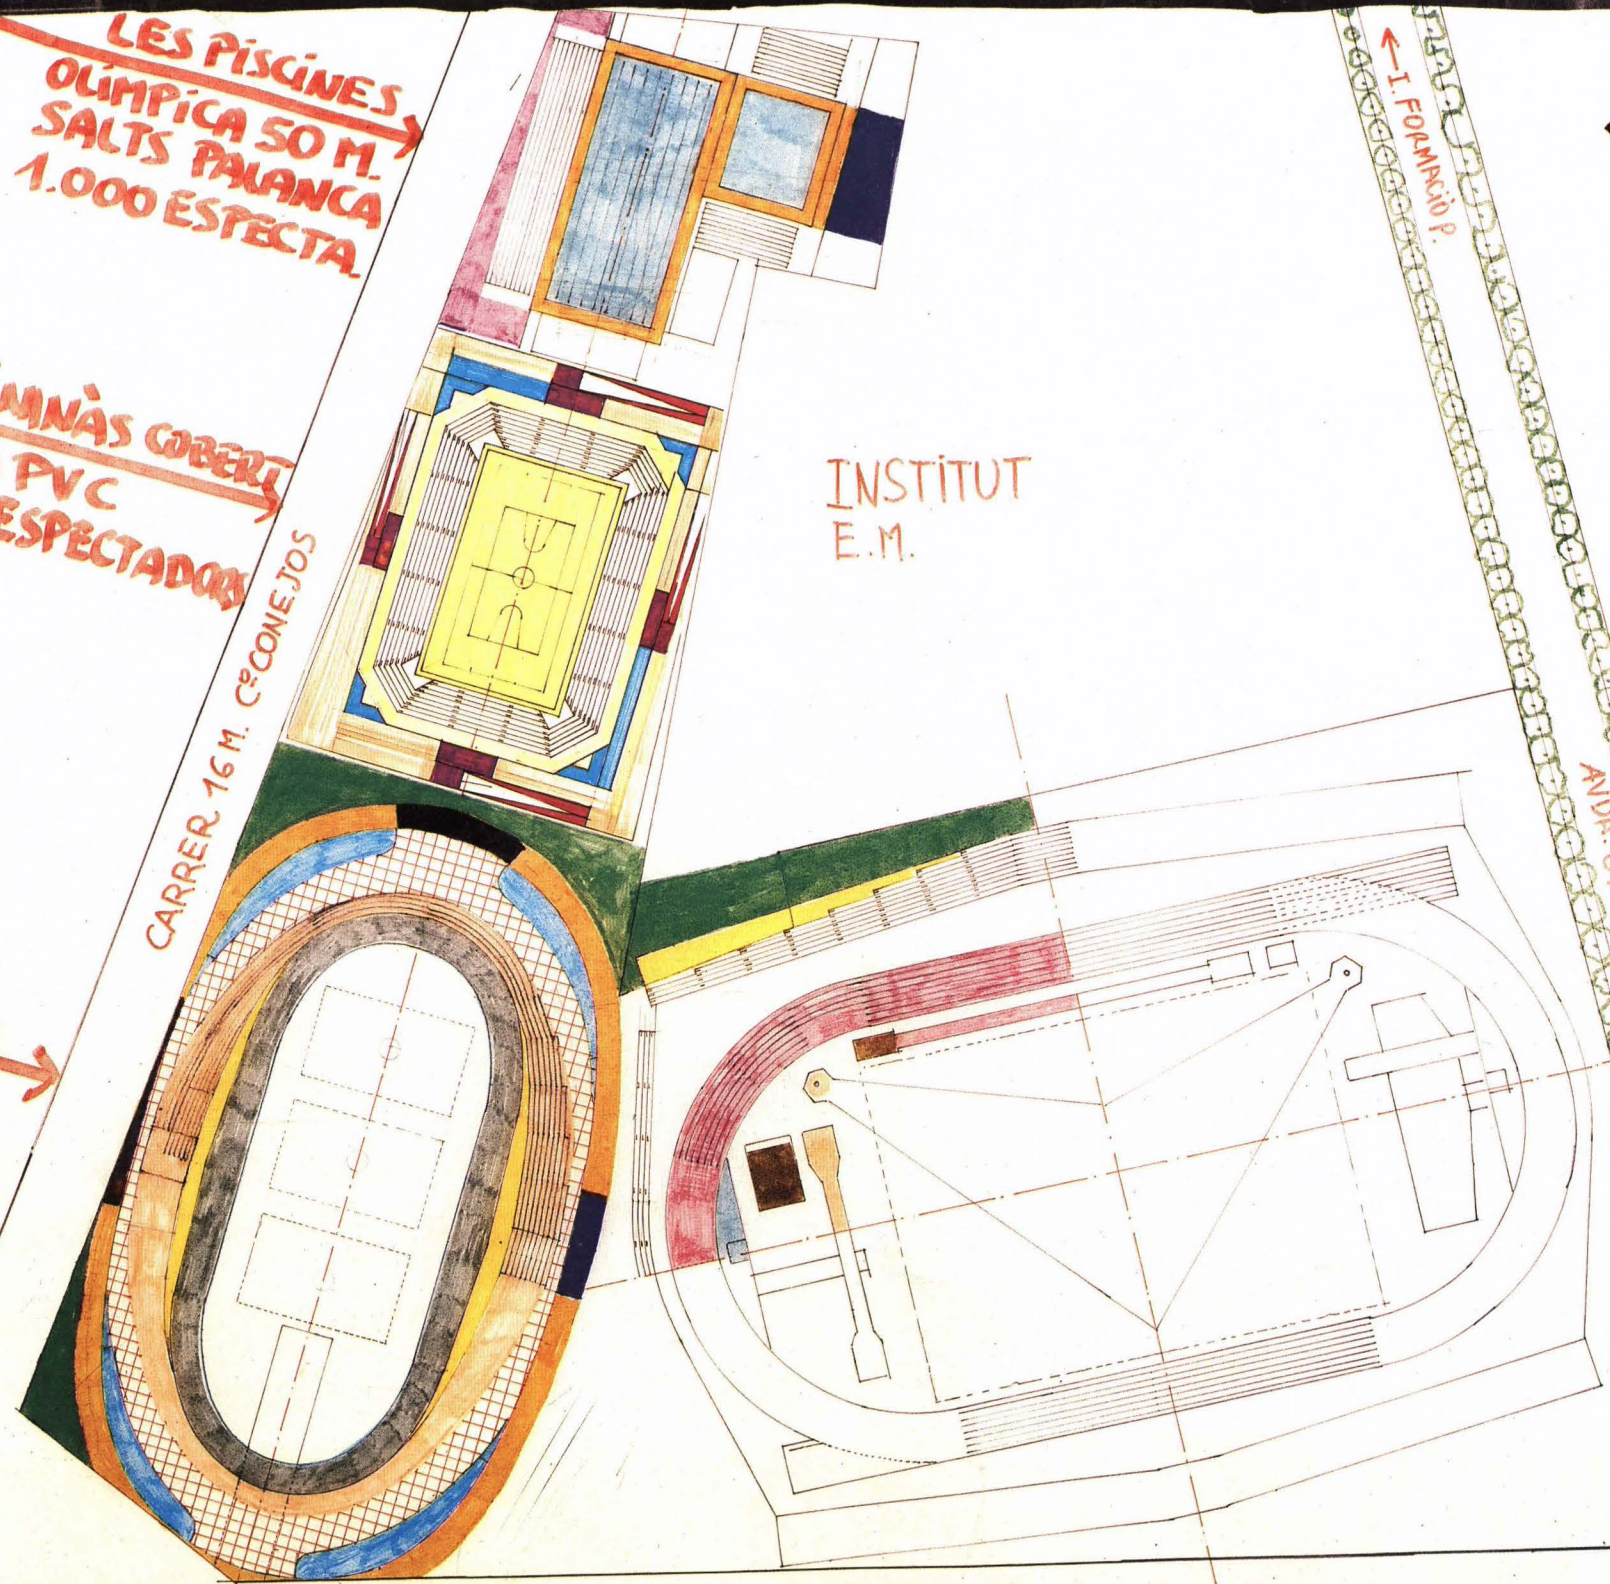 LES PISCINES
OLÍMPICA 50 M.
SALTS PALANCA
1.000 ESPECTA.
MNÀS COBERT
PVC
ESPECTADORS
CARRER 16 M. Cº CONEJOS
INSTITUT
E.M.
←I. FORMACIÓ P.
AVDA.